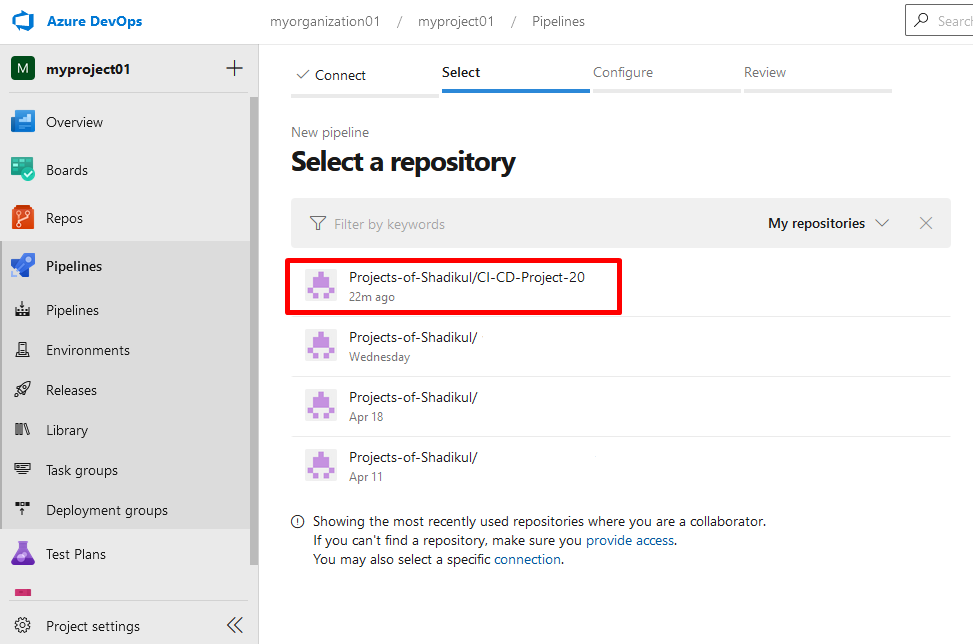 Azure DevOps
myorganization01 / myproject01 / Pipelines
Search
M myproject01
Overview
Boards
Repos
Pipelines
Pipelines
Environments
Releases
Library
Task groups
Deployment groups
Test Plans
Project settings
Connect
Select
Configure
Review
New pipeline
Select a repository
Filter by keywords
My repositories
Projects-of-Shadikul/CI-CD-Project-20
22m ago
Projects-of-Shadikul/
Wednesday
Projects-of-Shadikul/
Apr 18
Projects-of-Shadikul/
Apr 11
Showing the most recently used repositories where you are a collaborator.
If you can't find a repository, make sure you provide access.
You may also select a specific connection.